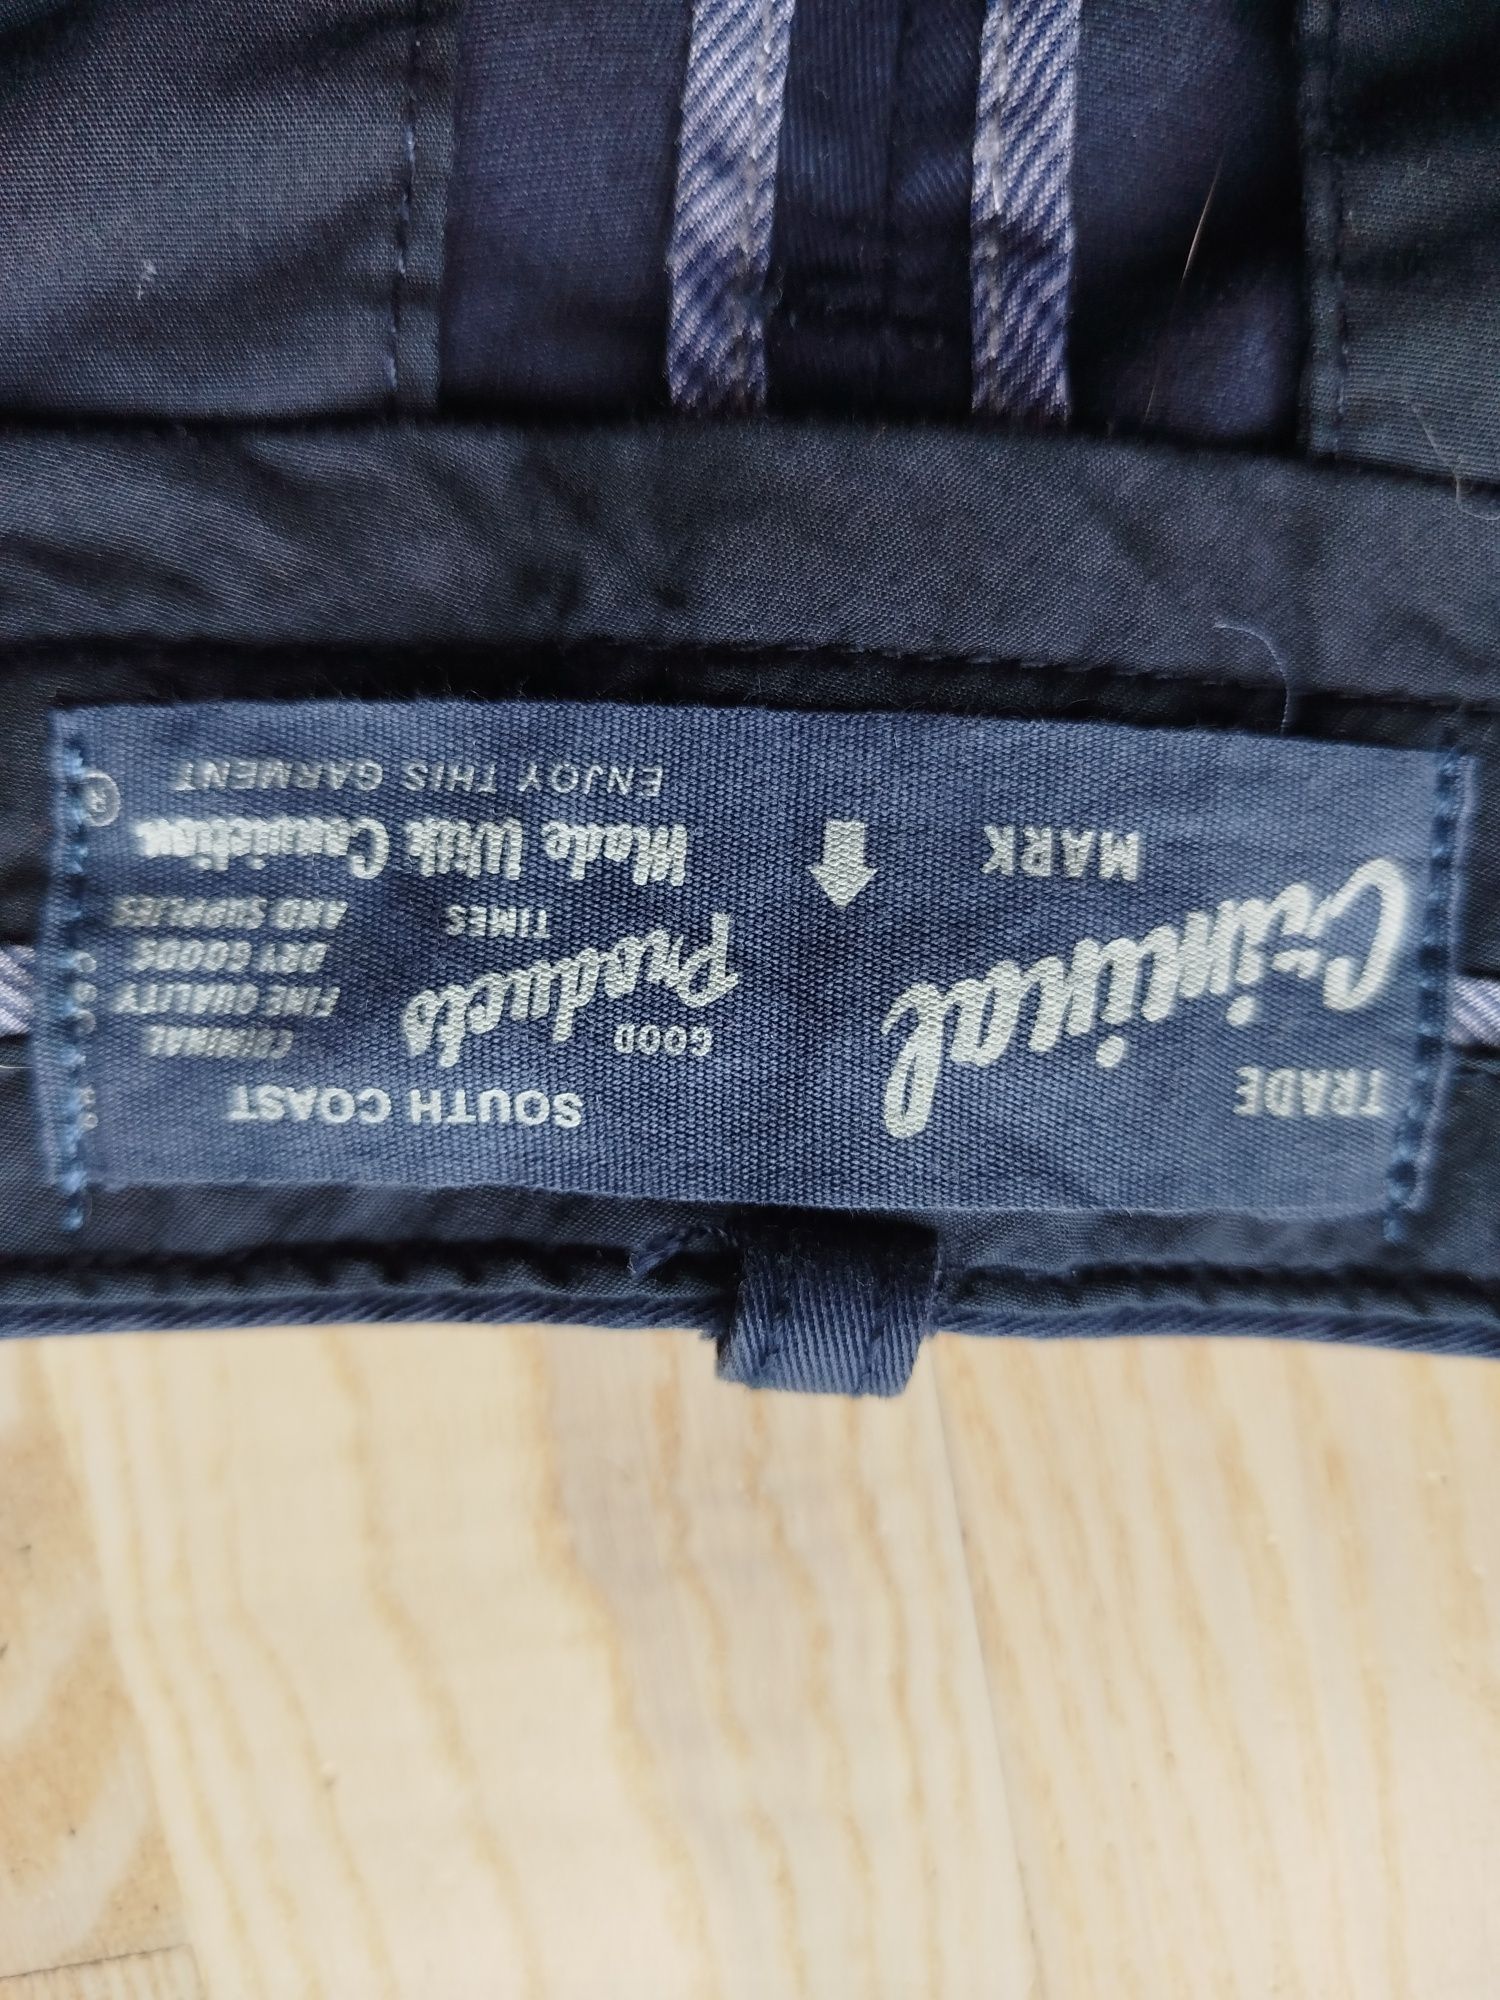 TRADE
Criminal
MARK
SOUTH COAST
GOOD
Products
TIMES
CRIMINAL
FINE QUALITY
DRY GOODS
AND SUPPLIES
Made With Conviction
ENJOY THIS GARMENT
®